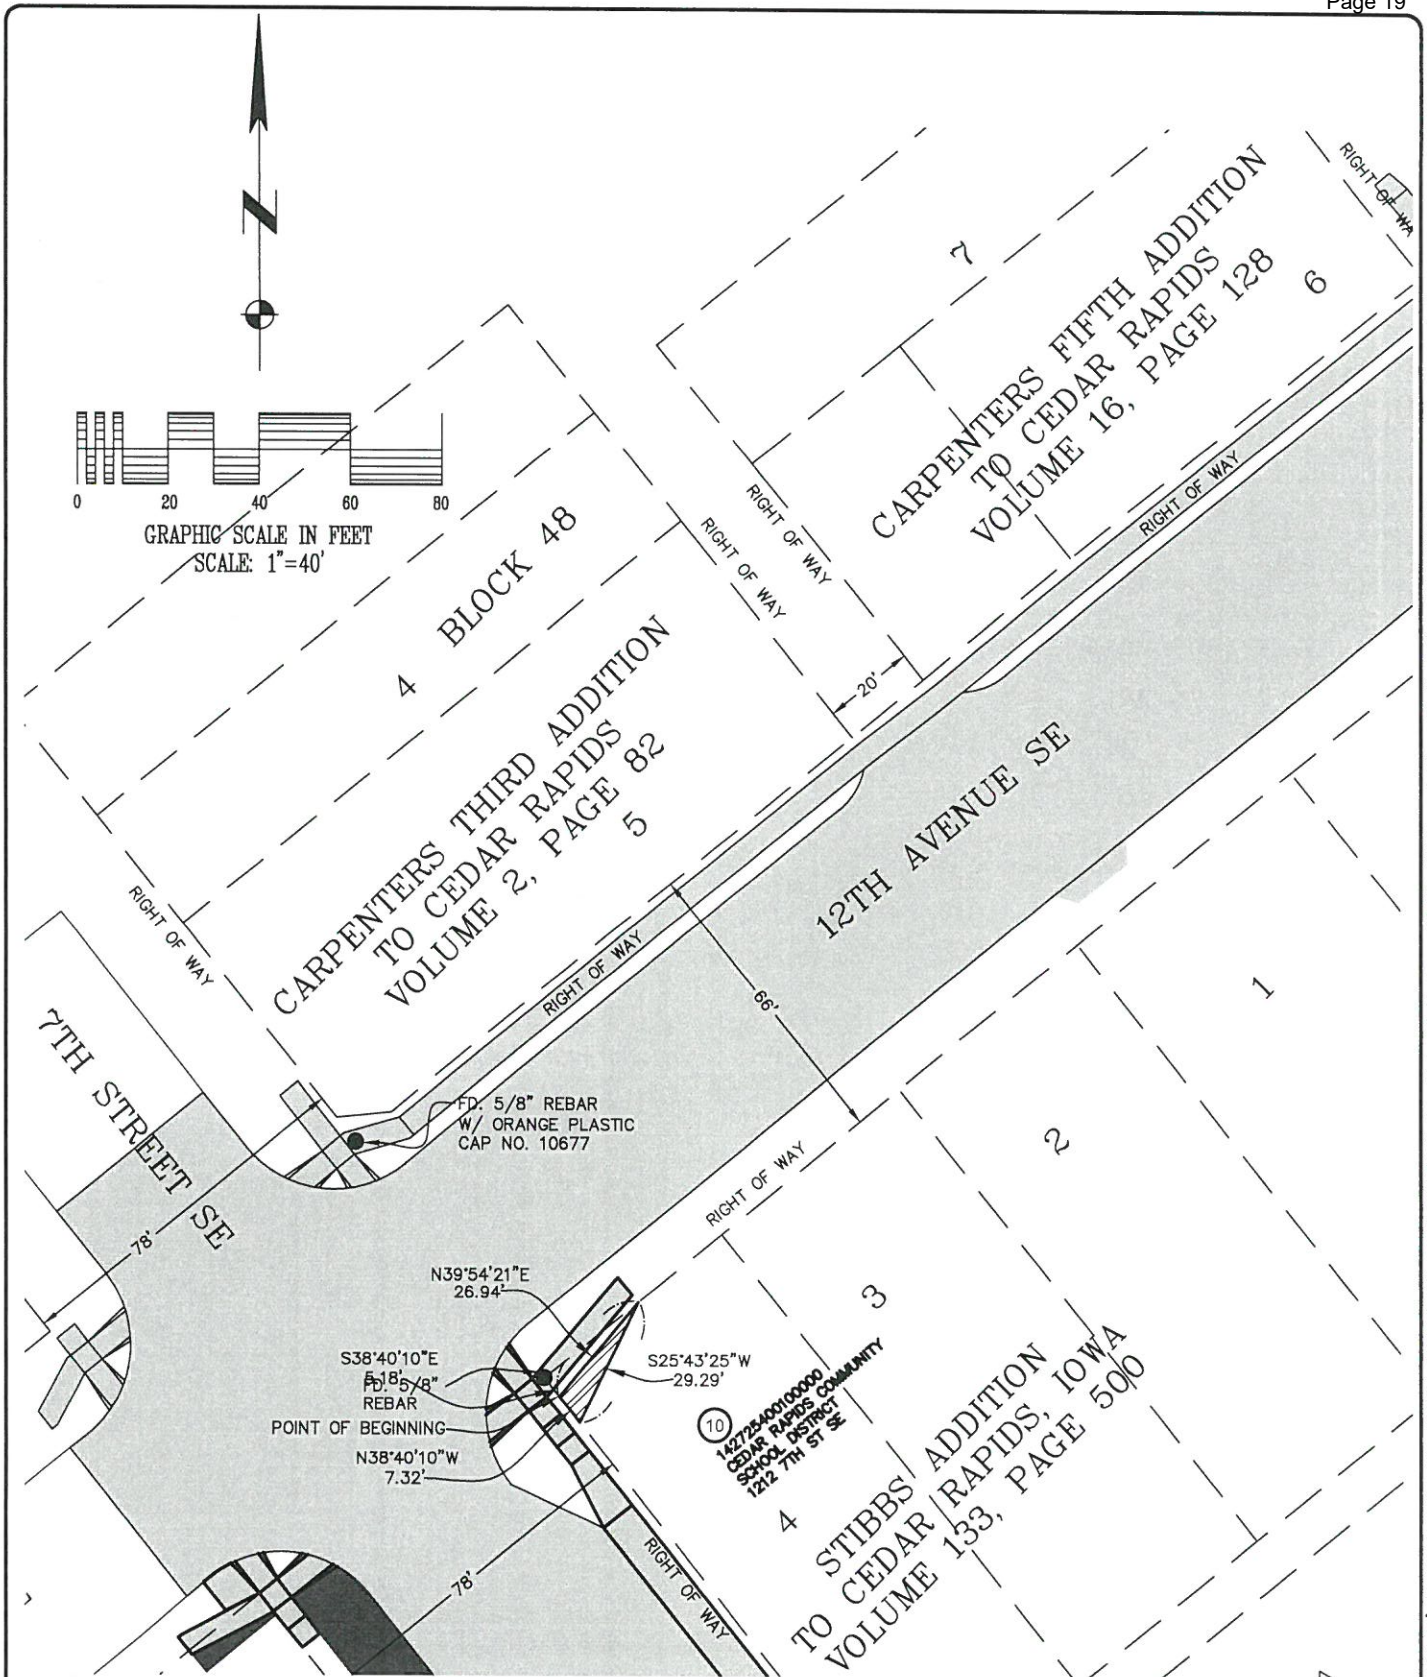 Page 19
N
0 20 40 60 80
GRAPHIC SCALE IN FEET
SCALE: 1"=40'
7
CARPENTERS FIFTH ADDITION
TO CEDAR RAPIDS
VOLUME 16, PAGE 128
6
RIGHT OF WA
RIGHT OF WAY
RIGHT OF WAY
RIGHT OF WAY
20'
BLOCK 48
4
CARPENTERS THIRD ADDITION
TO CEDAR RAPIDS
VOLUME 2, PAGE 82
5
RIGHT OF WAY
RIGHT OF WAY
12TH AVENUE SE
66'
7TH STREET SE
78'
FD. 5/8" REBAR
W/ ORANGE PLASTIC
CAP NO. 10677
RIGHT OF WAY
1
2
3
4
N39°54'21"E
26.94'
S38°40'10"E
5.18'
FD. 5/8"
REBAR
POINT OF BEGINNING
N38°40'10"W
7.32'
S25°43'25"W
29.29'
10
142725400100000
CEDAR RAPIDS COMMUNITY
SCHOOL DISTRICT
1212 7TH ST SE
STIBBS ADDITION
TO CEDAR RAPIDS, IOWA
VOLUME 133, PAGE 500
78'
RIGHT OF WAY